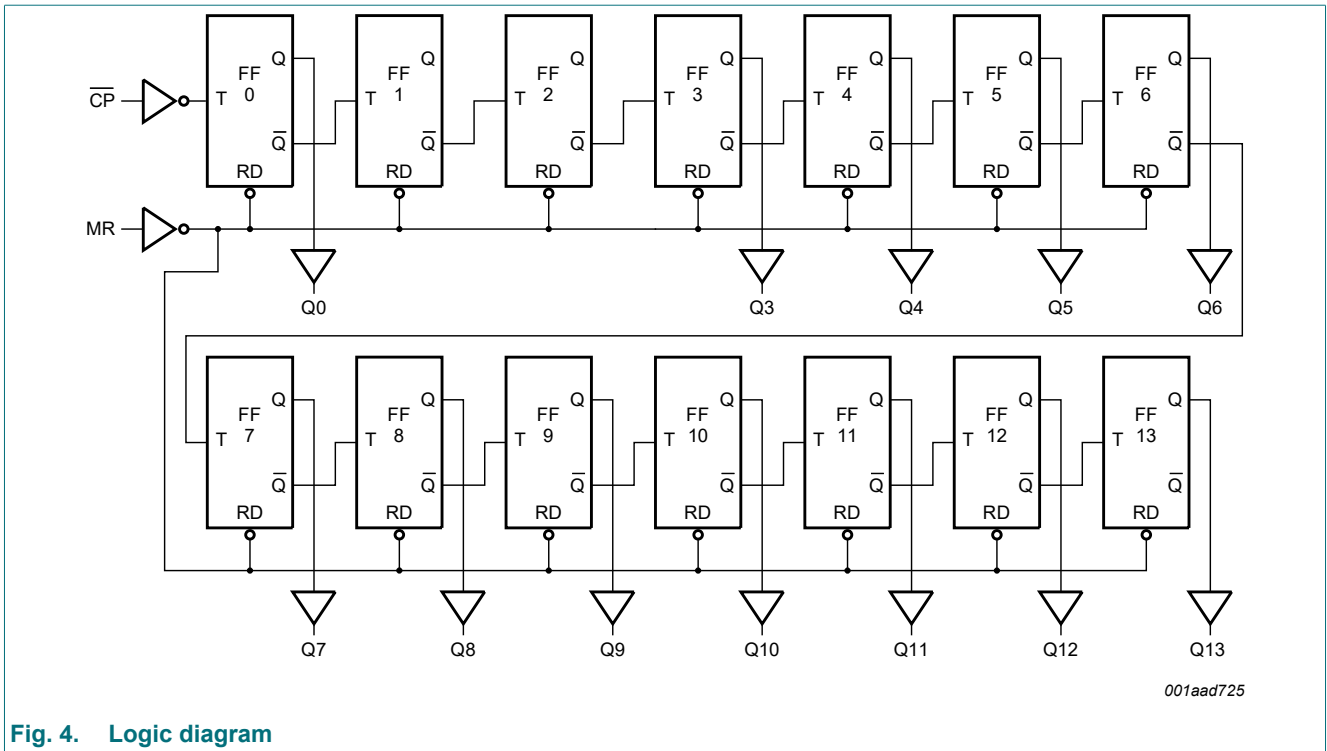 Q Q Q Q Q Q Q
FF FF FF FF FF FF FF
C̅P̅ T 0 T 1 T 2 T 3 T 4 T 5 T 6
Q̅ Q̅ Q̅ Q̅ Q̅ Q̅ Q̅
RD RD RD RD RD RD RD
MR
Q0 Q3 Q4 Q5 Q6
Q Q Q Q Q Q Q
FF FF FF FF FF FF FF
T 7 T 8 T 9 T 10 T 11 T 12 T 13
Q̅ Q̅ Q̅ Q̅ Q̅ Q̅ Q̅
RD RD RD RD RD RD RD
Q7 Q8 Q9 Q10 Q11 Q12 Q13
001aad725
Fig. 4. Logic diagram